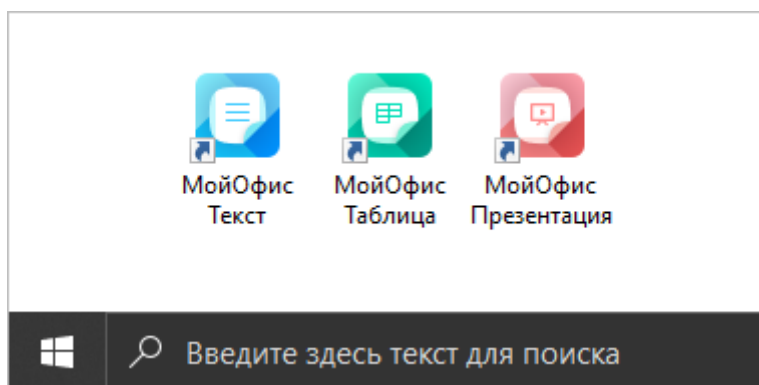 МойОфис МойОфис МойОфис
Текст Таблица Презентация
Введите здесь текст для поиска